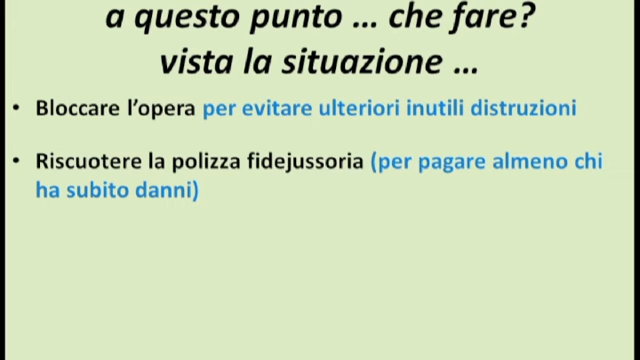 a questo punto ... che fare?
vista la situazione ...
• Bloccare l'opera per evitare ulteriori inutili distruzioni
• Riscuotere la polizza fidejussoria (per pagare almeno chi
ha subito danni)